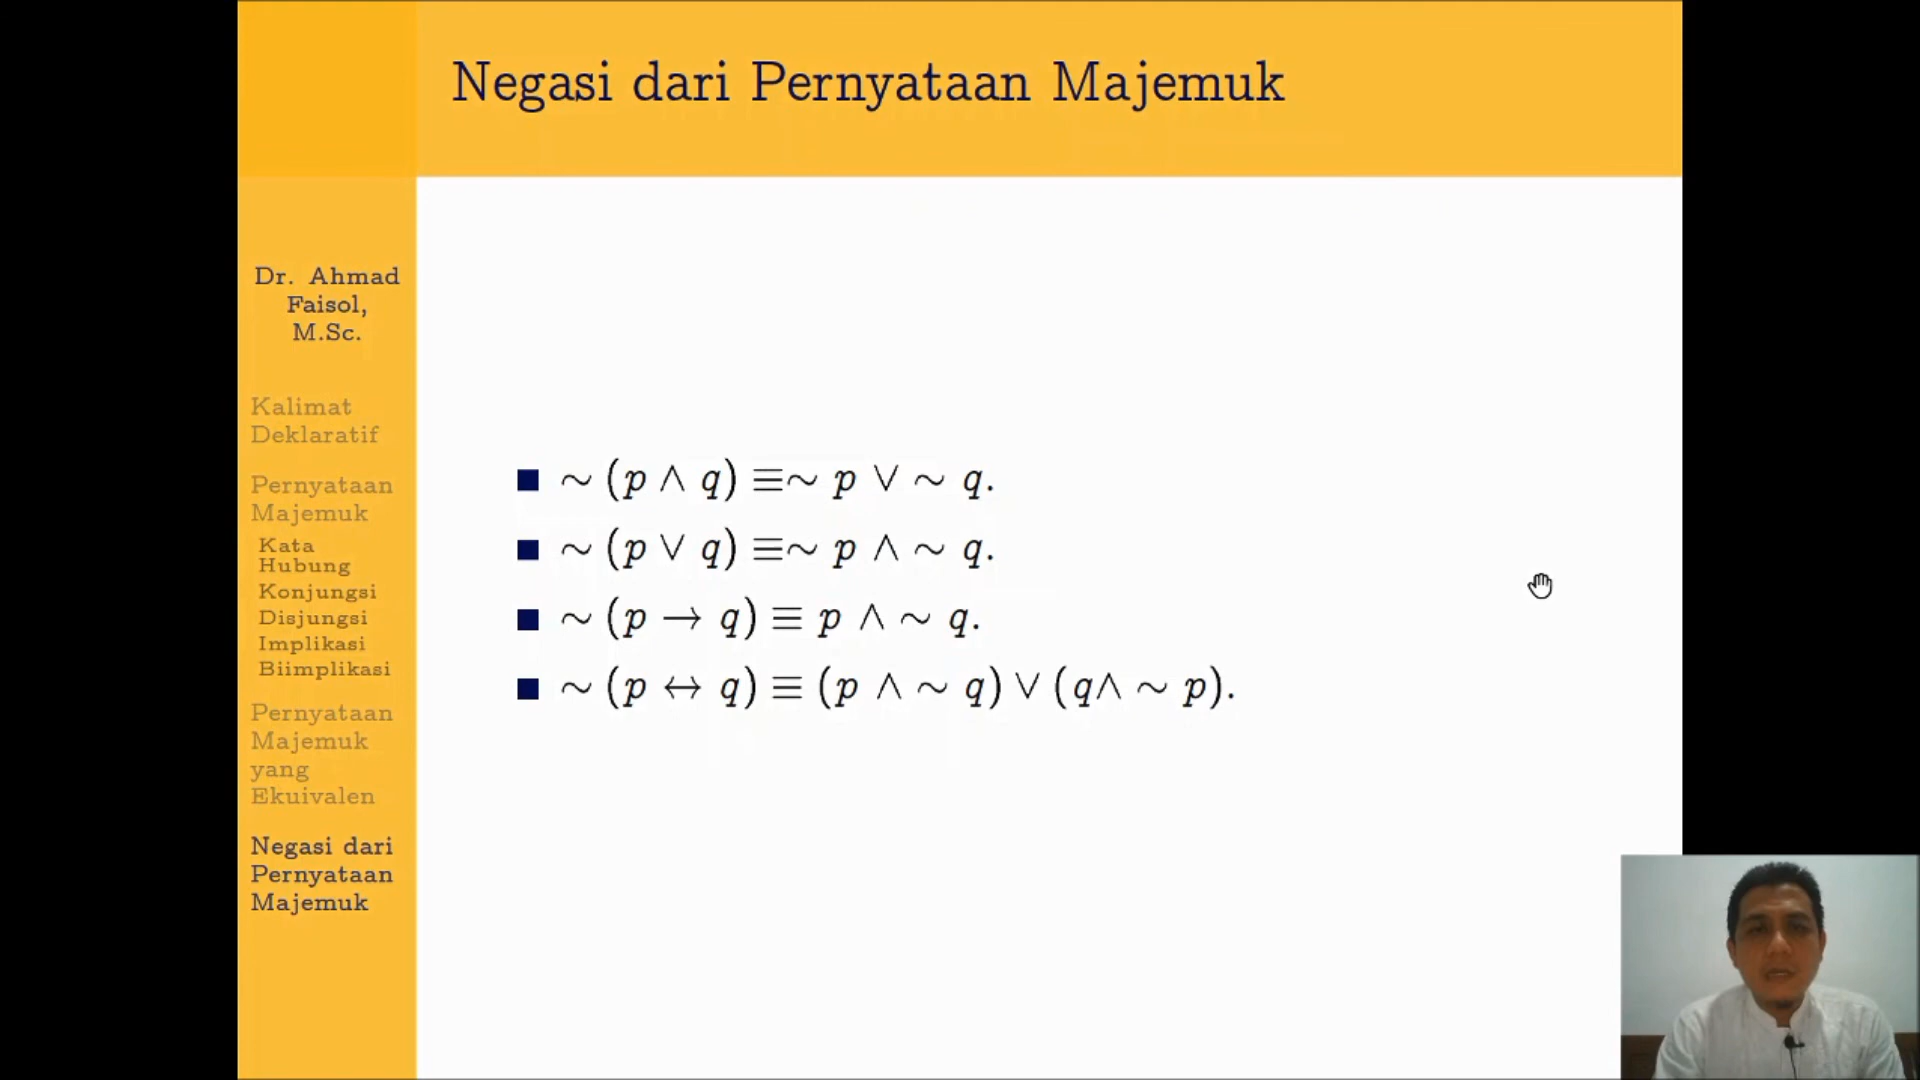 Negasi dari Pernyataan Majemuk
Dr. Ahmad
Faisol,
M.Sc.
Kalimat
Deklaratif
Pernyataan
Majemuk
Kata
Hubung
Konjungsi
Disjungsi
Implikasi
Biimplikasi
Pernyataan
Majemuk
yang
Ekuivalen
Negasi dari
Pernyataan
Majemuk
∼ (p ∧ q) ≡∼ p ∨ ∼ q.
∼ (p ∨ q) ≡∼ p ∧ ∼ q.
∼ (p → q) ≡ p ∧ ∼ q.
∼ (p ↔ q) ≡ (p ∧ ∼ q) ∨ (q∧ ∼ p).